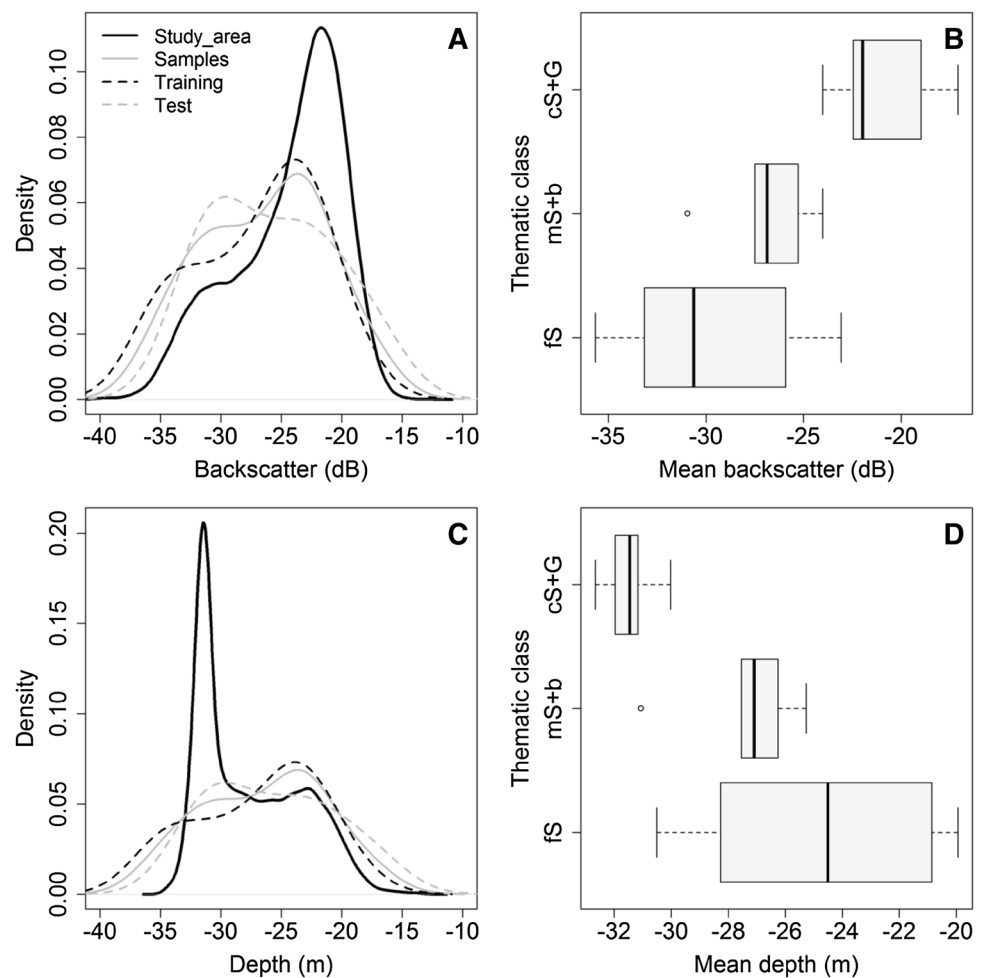 A
Study_area
Samples
Training
Test
Density
0.00 0.02 0.04 0.06 0.08 0.10
-40 -35 -30 -25 -20 -15 -10
Backscatter (dB)
B
Thematic class
cS+G
mS+b
fS
-35 -30 -25 -20
Mean backscatter (dB)
C
Density
0.00 0.05 0.10 0.15 0.20
-40 -35 -30 -25 -20 -15 -10
Depth (m)
D
Thematic class
cS+G
mS+b
fS
-32 -30 -28 -26 -24 -22 -20
Mean depth (m)